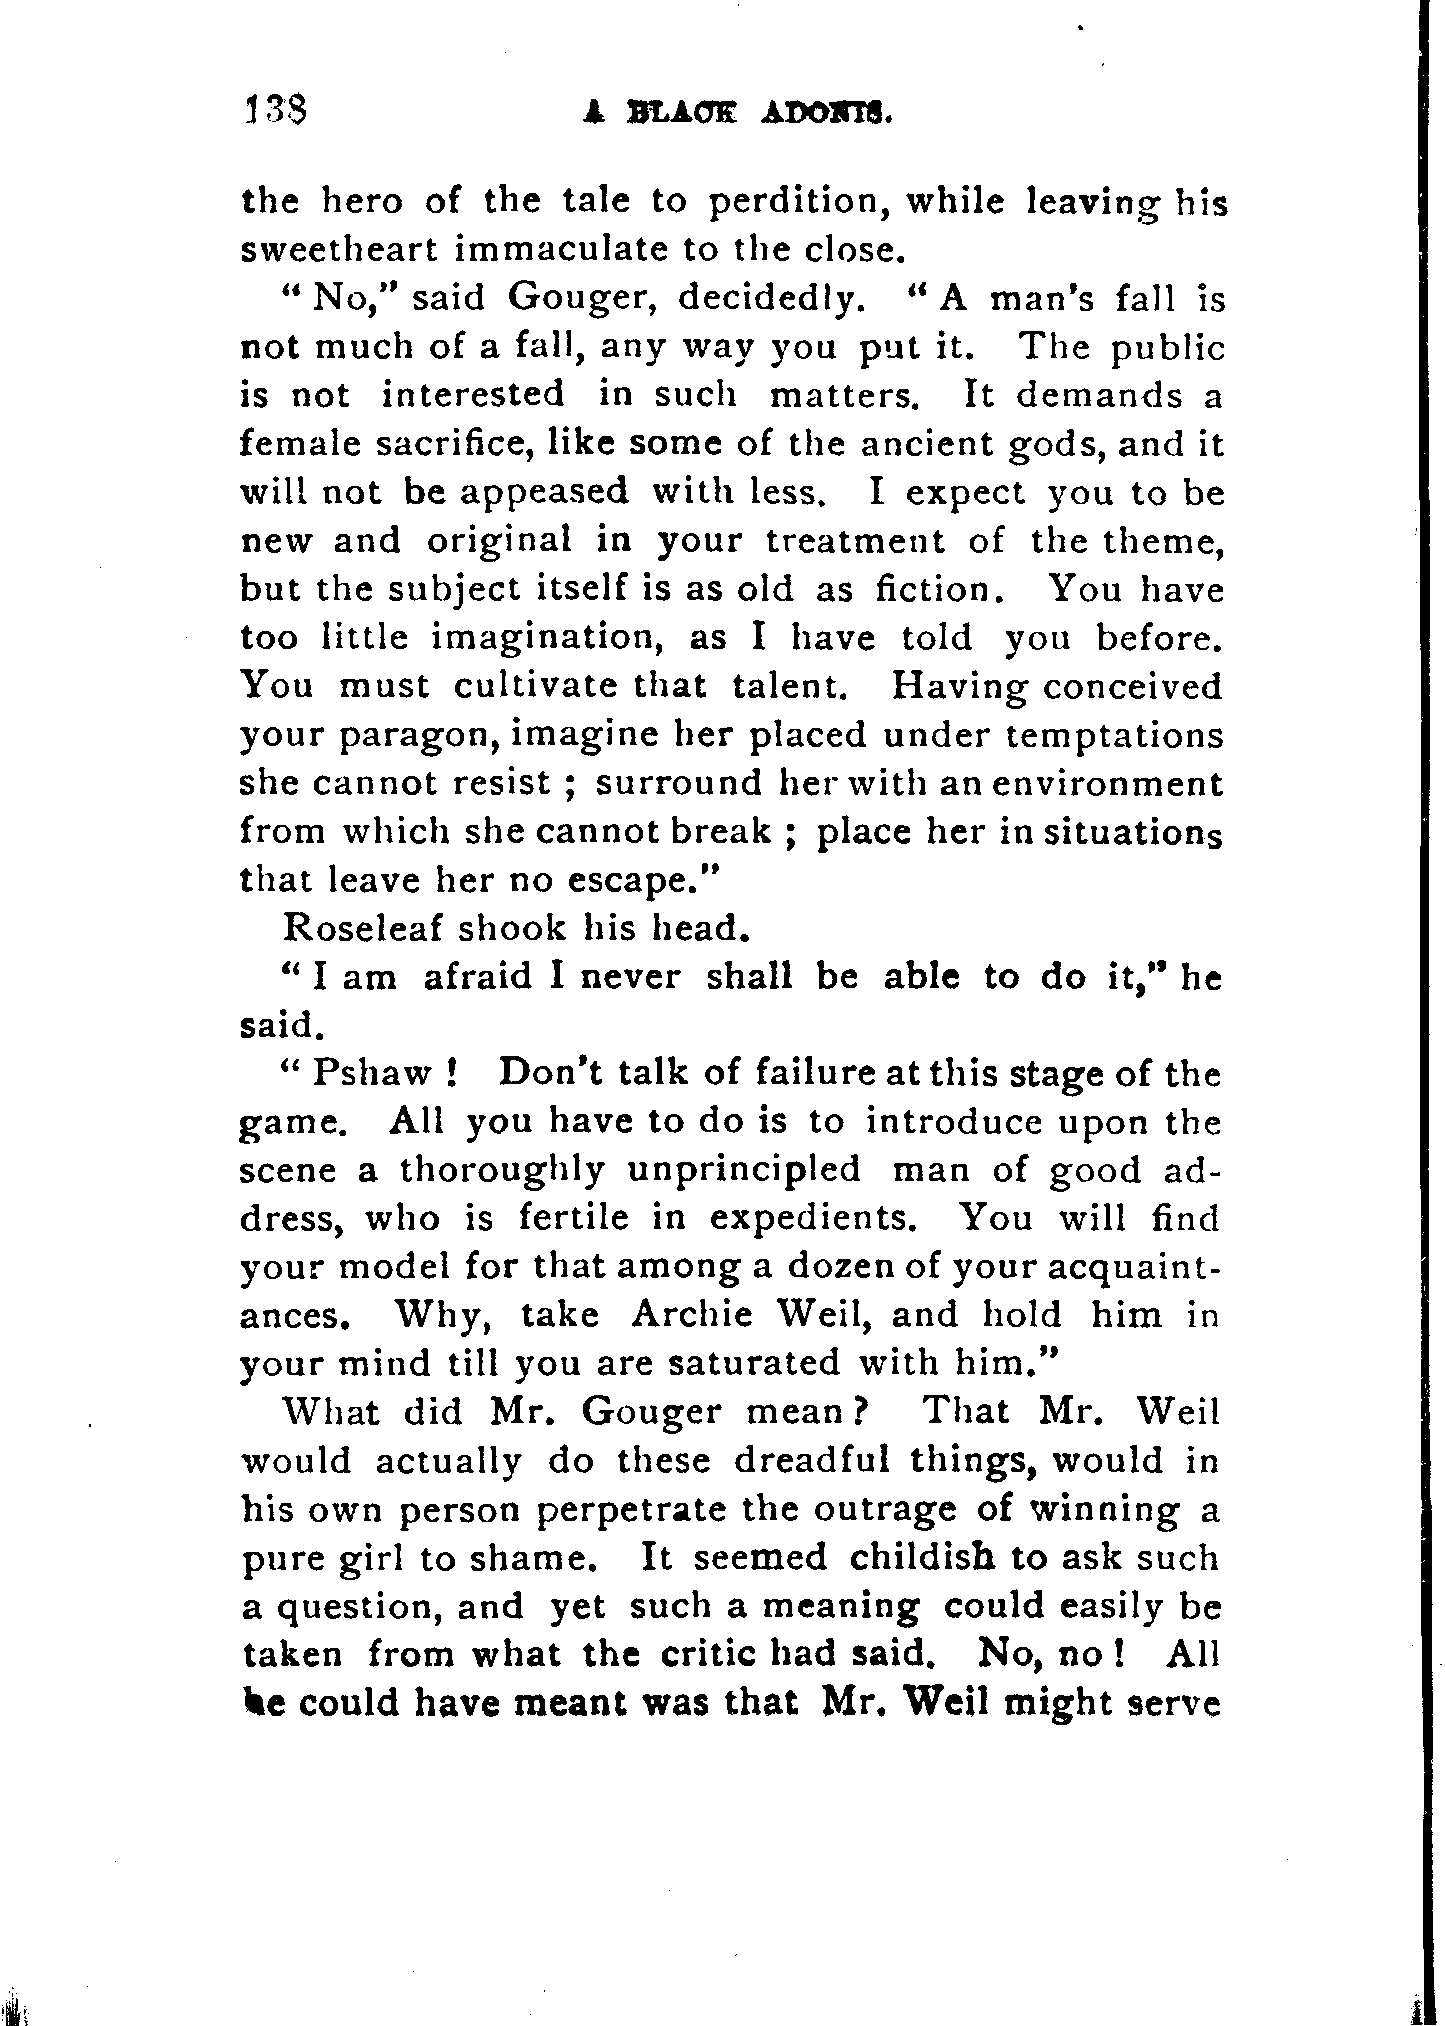 138 A BLACK ADONIS.
the hero of the tale to perdition, while leaving his
sweetheart immaculate to the close.
“ No,” said Gouger, decidedly. “ A man’s fall is
not much of a fall, any way you put it. The public
is not interested in such matters. It demands a
female sacrifice, like some of the ancient gods, and it
will not be appeased with less. I expect you to be
new and original in your treatment of the theme,
but the subject itself is as old as fiction. You have
too little imagination, as I have told you before.
You must cultivate that talent. Having conceived
your paragon, imagine her placed under temptations
she cannot resist ; surround her with an environment
from which she cannot break ; place her in situations
that leave her no escape.”
Roseleaf shook his head.
“ I am afraid I never shall be able to do it,” he
said.
“ Pshaw ! Don’t talk of failure at this stage of the
game. All you have to do is to introduce upon the
scene a thoroughly unprincipled man of good ad-
dress, who is fertile in expedients. You will find
your model for that among a dozen of your acquaint-
ances. Why, take Archie Weil, and hold him in
your mind till you are saturated with him.”
What did Mr. Gouger mean ? That Mr. Weil
would actually do these dreadful things, would in
his own person perpetrate the outrage of winning a
pure girl to shame. It seemed childish to ask such
a question, and yet such a meaning could easily be
taken from what the critic had said. No, no ! All
he could have meant was that Mr. Weil might serve